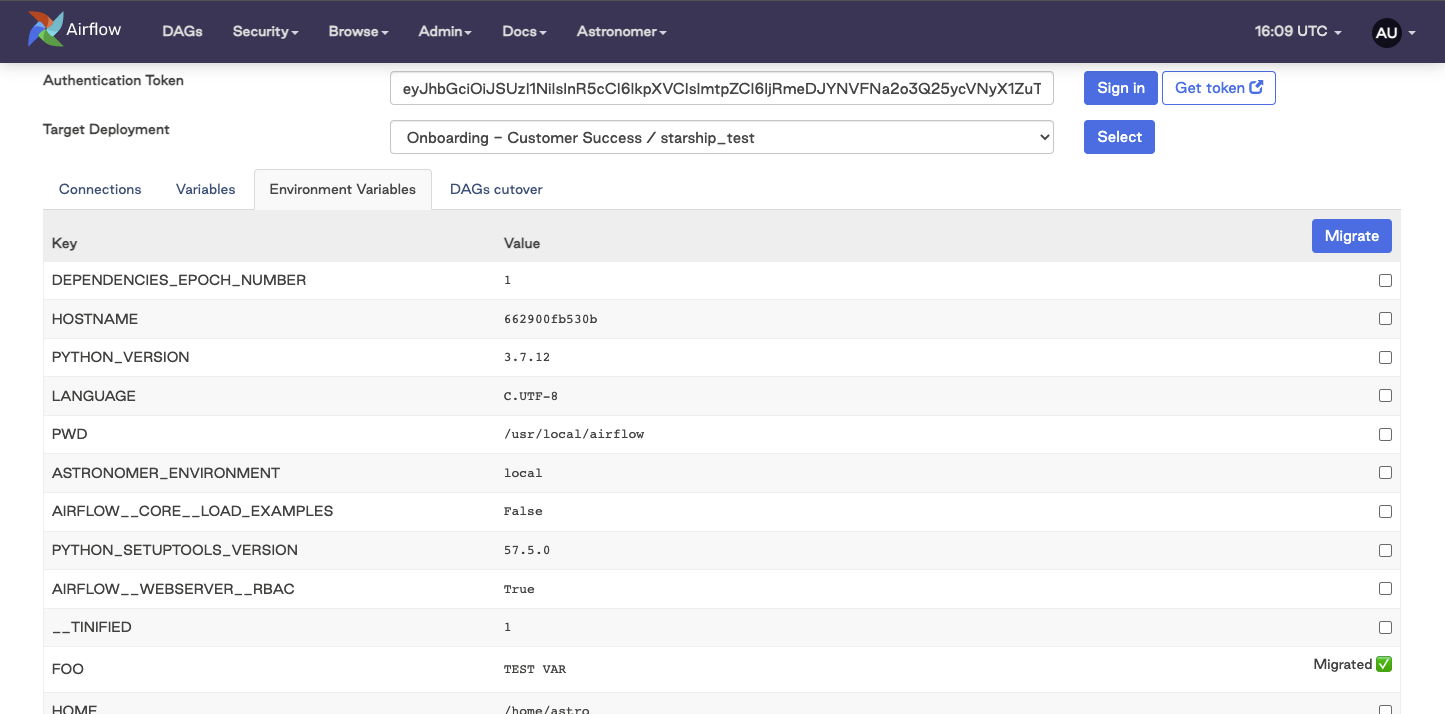 Airflow DAGs Security Browse Admin Docs Astronomer 16:09 UTC AU
Authentication Token eyJhbGciOiJSUzI1NiIsInR5cCI6IkpXVCIsImtpZCI6IjRmeDJYNVFNa2o3Q25ycVNyX1ZuT Sign in Get token
Target Deployment Onboarding – Customer Success / starship_test Select
Connections Variables Environment Variables DAGs cutover
Key Value Migrate
DEPENDENCIES_EPOCH_NUMBER 1
HOSTNAME 662900fb530b
PYTHON_VERSION 3.7.12
LANGUAGE C.UTF-8
PWD /usr/local/airflow
ASTRONOMER_ENVIRONMENT local
AIRFLOW__CORE__LOAD_EXAMPLES False
PYTHON_SETUPTOOLS_VERSION 57.5.0
AIRFLOW__WEBSERVER__RBAC True
__TINIFIED 1
FOO TEST VAR Migrated ✅
HOME /home/astro